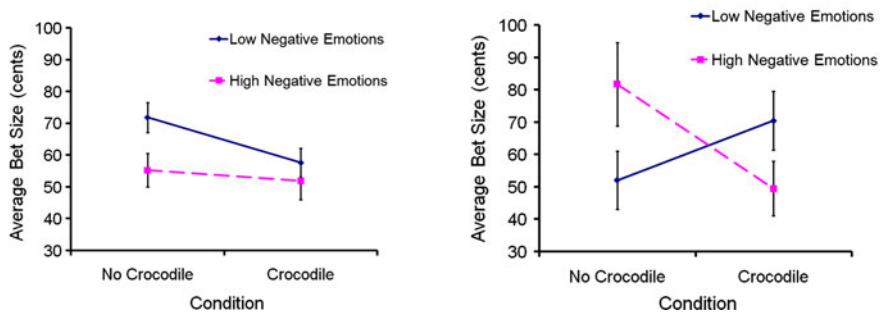 Average Bet Size (cents)
100
90
80
70
60
50
40
30
Low Negative Emotions
High Negative Emotions
No Crocodile
Crocodile
Condition
Average Bet Size (cents)
100
90
80
70
60
50
40
30
Low Negative Emotions
High Negative Emotions
No Crocodile
Crocodile
Condition